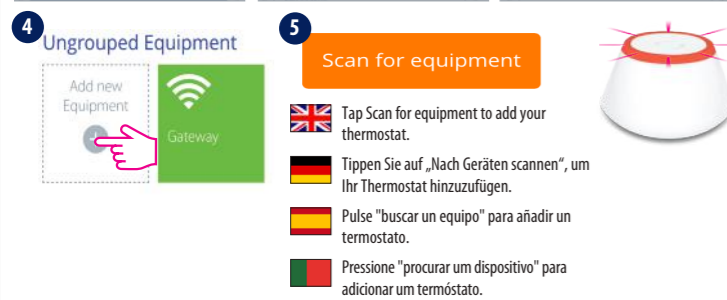 4
Ungrouped Equipment
Add new
Equipment
Gateway
5
Scan for equipment
Tap Scan for equipment to add your
thermostat.
Tippen Sie auf „Nach Geräten scannen“, um
Ihr Thermostat hinzuzufügen.
Pulse "buscar un equipo" para añadir un
termostato.
Pressione "procurar um dispositivo" para
adicionar um termóstato.